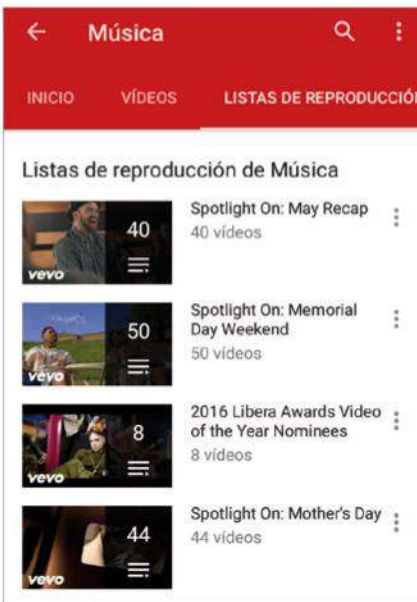 Música
INICIO VÍDEOS LISTAS DE REPRODUCCIÓN
Listas de reproducción de Música
40
vevo
Spotlight On: May Recap
40 vídeos
50
vevo
Spotlight On: Memorial
Day Weekend
50 vídeos
8
vevo
2016 Libera Awards Video
of the Year Nominees
8 vídeos
44
vevo
Spotlight On: Mother's Day
44 vídeos